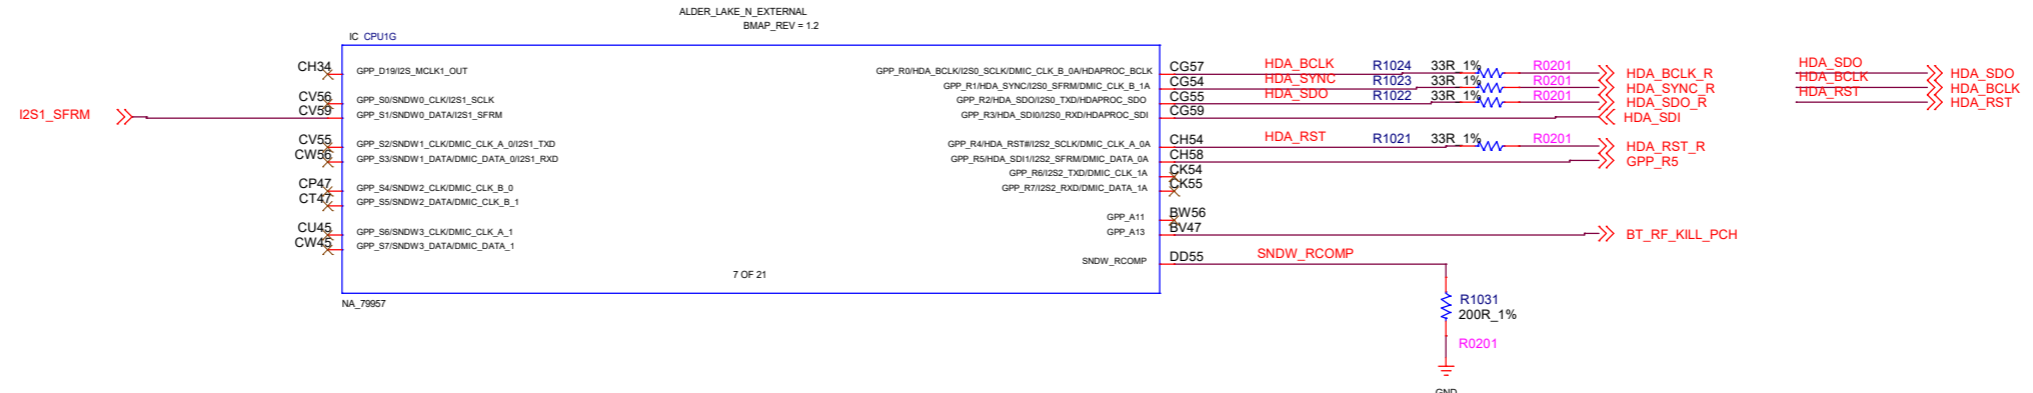 ALDER_LAKE_N_EXTERNAL
BMAP_REV = 1.2
IC CPU1G
CH34 GPP_D19/I2S_MCLK1_OUT
CV56 GPP_S0/SNDW0_CLK/I2S1_SCLK
I2S1_SFRM CV59 GPP_S1/SNDW0_DATA/I2S1_SFRM
CV55 GPP_S2/SNDW1_CLK/DMIC_CLK_A_0/I2S1_TXD
CW56 GPP_S3/SNDW1_DATA/DMIC_DATA_0/I2S1_RXD
CP47 GPP_S4/SNDW2_CLK/DMIC_CLK_B_0
CT47 GPP_S5/SNDW2_DATA/DMIC_CLK_B_1
CU45 GPP_S6/SNDW3_CLK/DMIC_CLK_A_1
CW45 GPP_S7/SNDW3_DATA/DMIC_DATA_1
GPP_R0/HDA_BCLK/I2S0_SCLK/DMIC_CLK_B_0A/HDAPROC_BCLK CG57 HDA_BCLK R1024 33R_1% R0201 HDA_BCLK_R
GPP_R1/HDA_SYNC/I2S0_SFRM/DMIC_CLK_B_1A CG54 HDA_SYNC R1023 33R_1% R0201 HDA_SYNC_R
GPP_R2/HDA_SDO/I2S0_TXD/HDAPROC_SDO CG55 HDA_SDO R1022 33R_1% R0201 HDA_SDO_R
GPP_R3/HDA_SDI0/I2S0_RXD/HDAPROC_SDI CG59 HDA_SDI
GPP_R4/HDA_RST#/I2S2_SCLK/DMIC_CLK_A_0A CH54 HDA_RST R1021 33R_1% R0201 HDA_RST_R
GPP_R5/HDA_SDI1/I2S2_SFRM/DMIC_DATA_0A CH58 GPP_R5
GPP_R6/I2S2_TXD/DMIC_CLK_1A CK54
GPP_R7/I2S2_RXD/DMIC_DATA_1A CK55
GPP_A11 BW56
GPP_A13 BV47 BT_RF_KILL_PCH
SNDW_RCOMP DD55 SNDW_RCOMP
7 OF 21
NA_79957
R1031
200R_1%
R0201
GND
HDA_SDO HDA_SDO
HDA_BCLK HDA_BCLK
HDA_RST HDA_RST